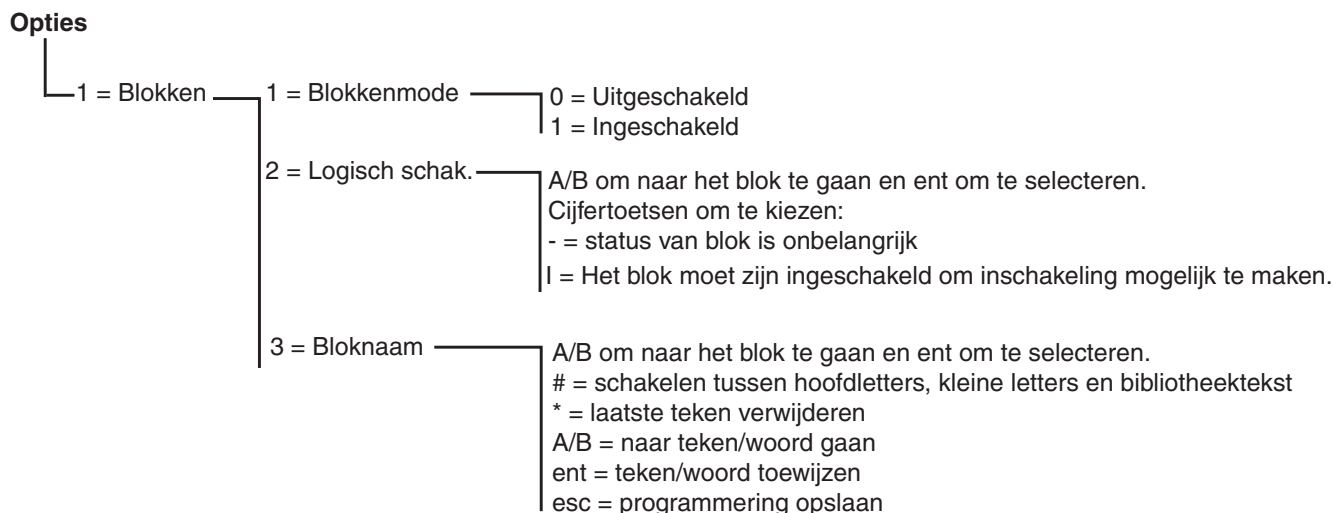 Opties
1 = Blokken
1 = Blokkenmode
0 = Uitgeschakeld
1 = Ingeschakeld
2 = Logisch schak.
A/B om naar het blok te gaan en ent om te selecteren.
Cijfertoetsen om te kiezen:
- = status van blok is onbelangrijk
I = Het blok moet zijn ingeschakeld om inschakeling mogelijk te maken.
3 = Bloknaam
A/B om naar het blok te gaan en ent om te selecteren.
# = schakelen tussen hoofdletters, kleine letters en bibliotheektekst
* = laatste teken verwijderen
A/B = naar teken/woord gaan
ent = teken/woord toewijzen
esc = programmering opslaan